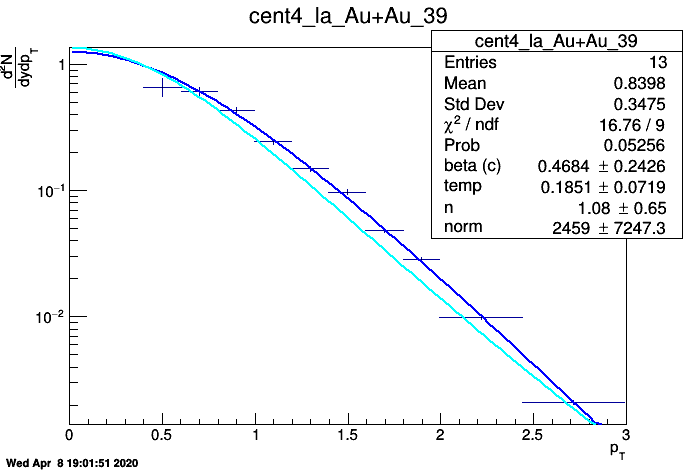 cent4_la_Au+Au_39
d²N
dydp_T
cent4_la_Au+Au_39
Entries 13
Mean 0.8398
Std Dev 0.3475
χ² / ndf 16.76 / 9
Prob 0.05256
beta (c) 0.4684 ± 0.2426
temp 0.1851 ± 0.0719
n 1.08 ± 0.65
norm 2459 ± 7247.3
1
10⁻¹
10⁻²
0 0.5 1 1.5 2 2.5 3
p_T
Wed Apr 8 19:01:51 2020